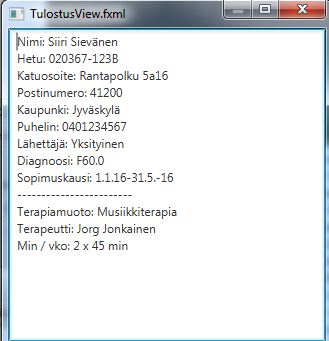 TulostusView.fxml
Nimi: Siiri Sievänen
Hetu: 020367-123B
Katuosoite: Rantapolku 5a16
Postinumero: 41200
Kaupunki: Jyväskylä
Puhelin: 0401234567
Lähettäjä: Yksityinen
Diagnoosi: F60.0
Sopimuskausi: 1.1.16-31.5.-16
------------------------
Terapiamuoto: Musiikkiterapia
Terapeutti: Jorg Jonkainen
Min / vko: 2 x 45 min